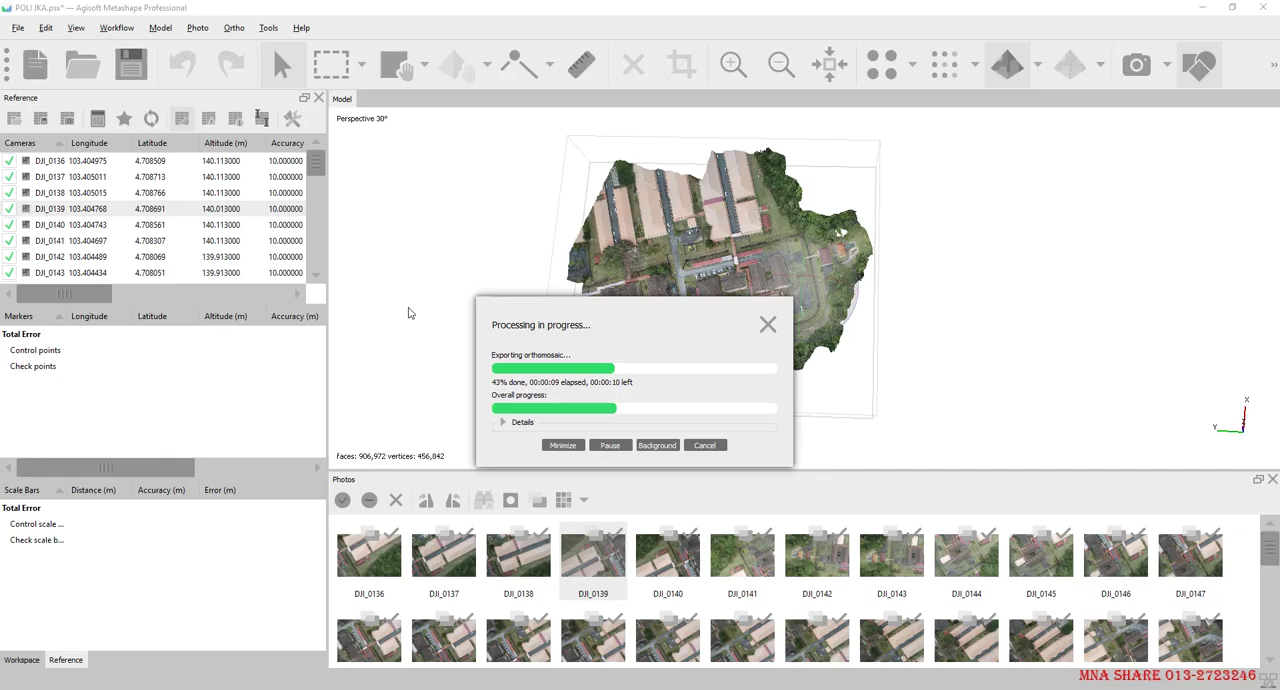 POLI JKA.psx* — Agisoft Metashape Professional
File Edit View Workflow Model Photo Ortho Tools Help
Reference
Cameras Longitude Latitude Altitude (m) Accuracy
DJI_0136 103.404975 4.708509 140.113000 10.000000
DJI_0137 103.405011 4.708713 140.113000 10.000000
DJI_0138 103.405015 4.708766 140.113000 10.000000
DJI_0139 103.404768 4.708691 140.013000 10.000000
DJI_0140 103.404743 4.708561 140.113000 10.000000
DJI_0141 103.404697 4.708307 140.113000 10.000000
DJI_0142 103.404489 4.708069 139.913000 10.000000
DJI_0143 103.404434 4.708051 139.913000 10.000000
Markers Longitude Latitude Altitude (m) Accuracy (m)
Total Error
Control points
Check points
Scale Bars Distance (m) Accuracy (m) Error (m)
Total Error
Control scale ...
Check scale b...
Workspace Reference
Model
Perspective 30°
Processing in progress...
Exporting orthomosaic...
43% done, 00:00:09 elapsed, 00:00:10 left
Overall progress:
Details
Minimize Pause Background Cancel
X
Y
faces: 906,972 vertices: 456,842
Photos
DJI_0136 DJI_0137 DJI_0138 DJI_0139 DJI_0140 DJI_0141 DJI_0142 DJI_0143 DJI_0144 DJI_0145 DJI_0146 DJI_0147
MNA SHARE 013-2723246